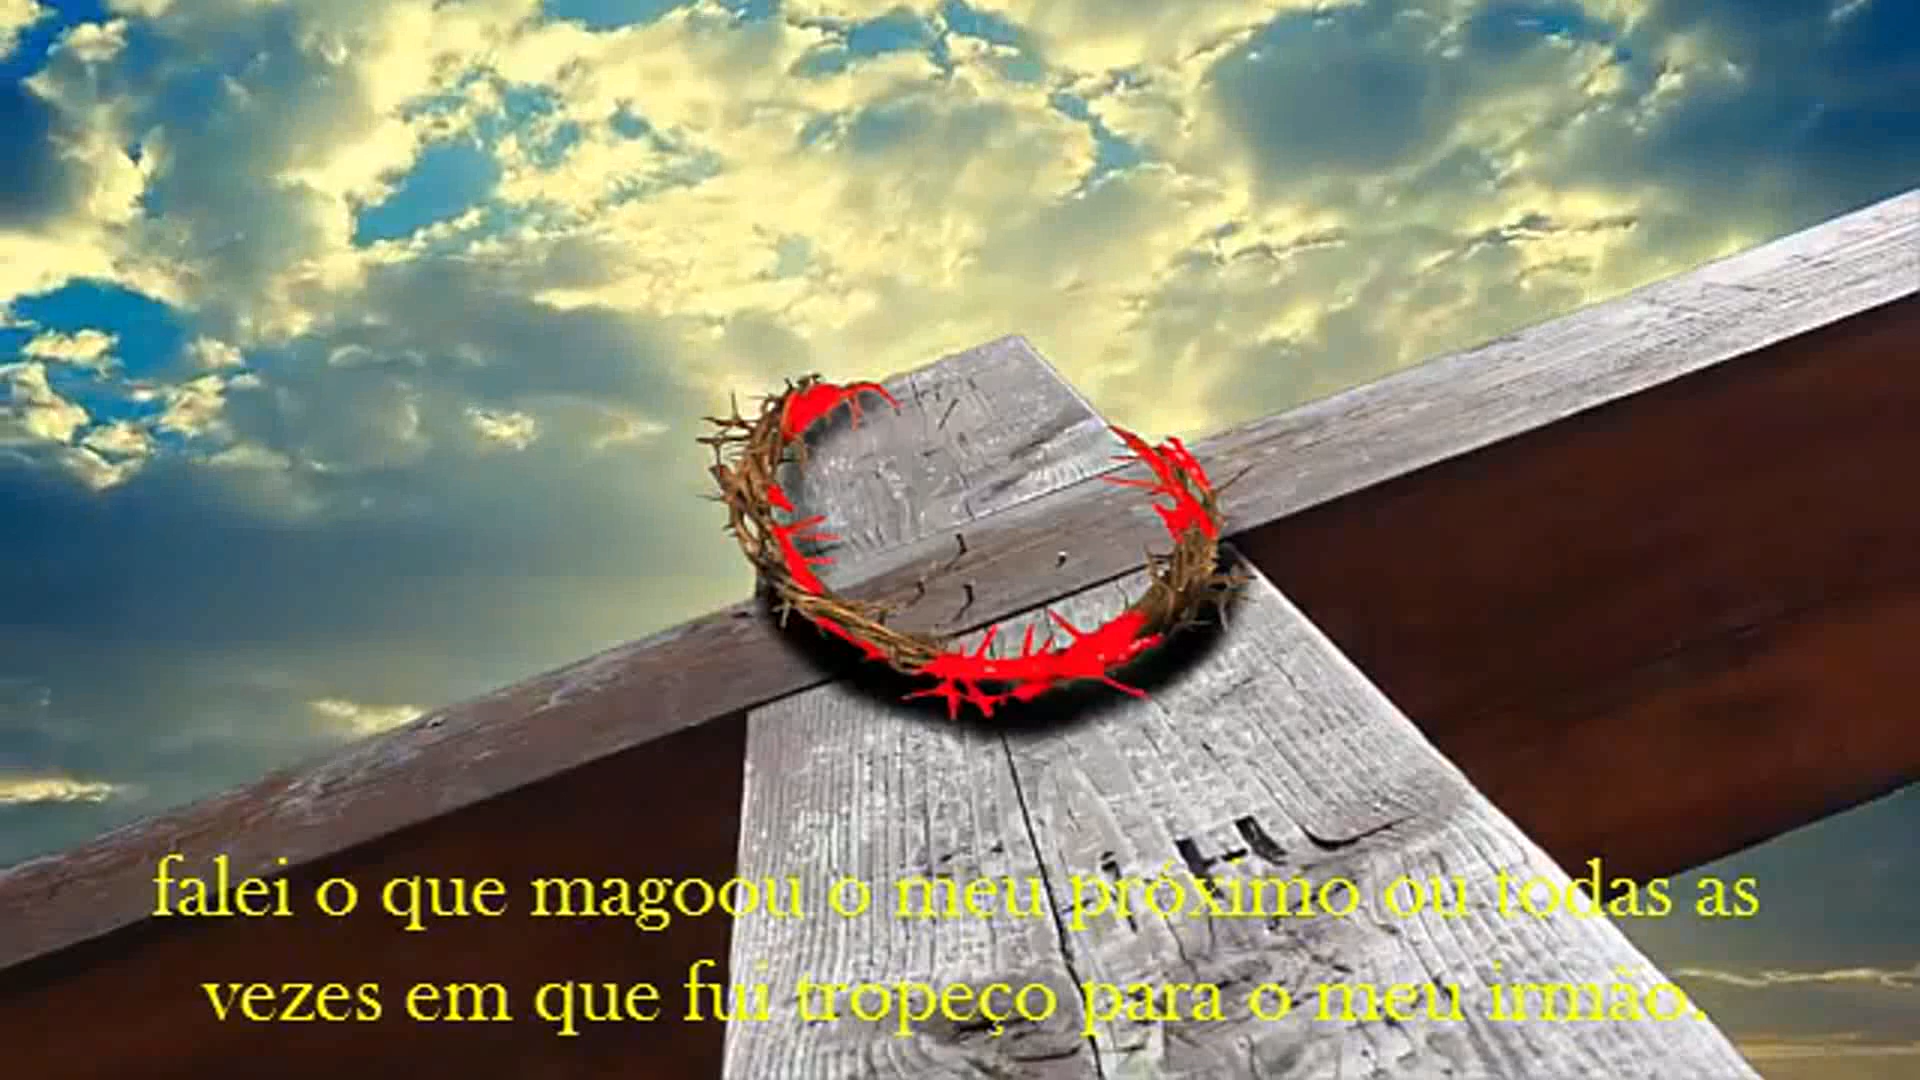 falei o que magoou o meu próximo ou todas as
vezes em que fui tropeço para o meu irmão.